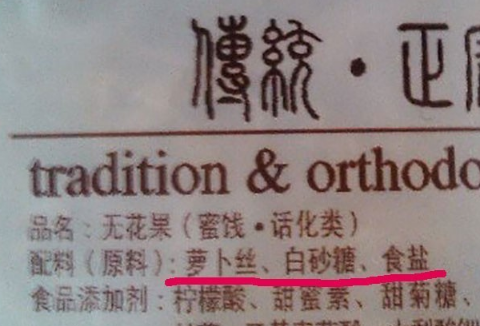 傳統·正
tradition & orthodo
品名：无花果（蜜饯·话化类）
配料（原料）：萝卜丝、白砂糖、食盐
食品添加剂：柠檬酸、甜蜜素、甜菊糖、